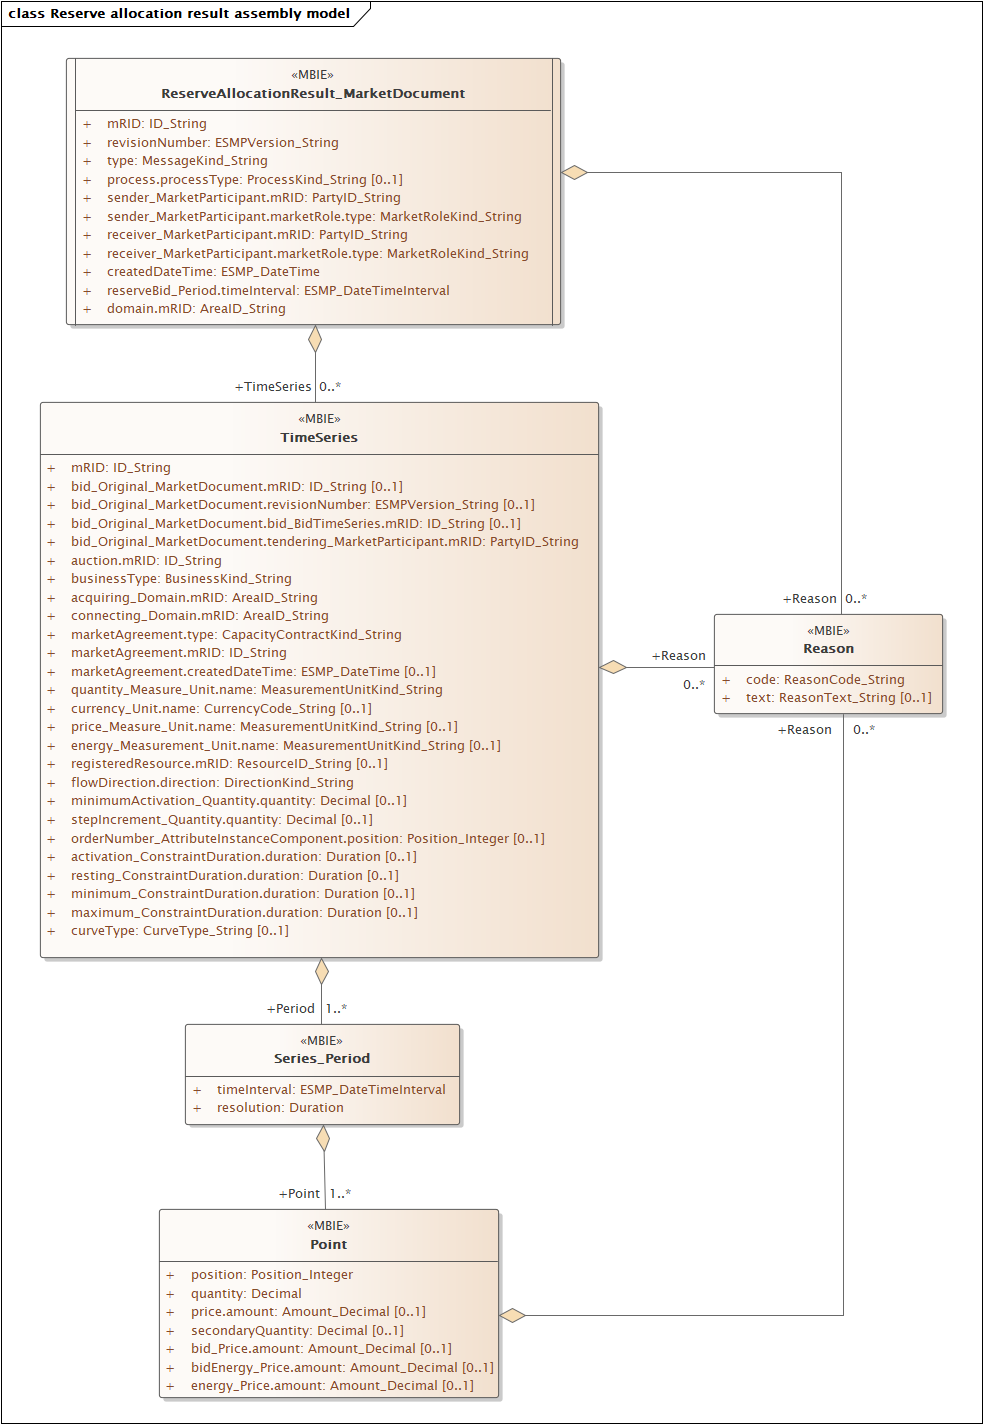 class Reserve allocation result assembly model
«MBIE»
ReserveAllocationResult_MarketDocument
+ mRID: ID_String
+ revisionNumber: ESMPVersion_String
+ type: MessageKind_String
+ process.processType: ProcessKind_String [0..1]
+ sender_MarketParticipant.mRID: PartyID_String
+ sender_MarketParticipant.marketRole.type: MarketRoleKind_String
+ receiver_MarketParticipant.mRID: PartyID_String
+ receiver_MarketParticipant.marketRole.type: MarketRoleKind_String
+ createdDateTime: ESMP_DateTime
+ reserveBid_Period.timeInterval: ESMP_DateTimeInterval
+ domain.mRID: AreaID_String
+TimeSeries 0..*
«MBIE»
TimeSeries
+ mRID: ID_String
+ bid_Original_MarketDocument.mRID: ID_String [0..1]
+ bid_Original_MarketDocument.revisionNumber: ESMPVersion_String [0..1]
+ bid_Original_MarketDocument.bid_BidTimeSeries.mRID: ID_String [0..1]
+ bid_Original_MarketDocument.tendering_MarketParticipant.mRID: PartyID_String
+ auction.mRID: ID_String
+ businessType: BusinessKind_String
+ acquiring_Domain.mRID: AreaID_String
+ connecting_Domain.mRID: AreaID_String
+ marketAgreement.type: CapacityContractKind_String
+ marketAgreement.mRID: ID_String
+ marketAgreement.createdDateTime: ESMP_DateTime [0..1]
+ quantity_Measure_Unit.name: MeasurementUnitKind_String
+ currency_Unit.name: CurrencyCode_String [0..1]
+ price_Measure_Unit.name: MeasurementUnitKind_String [0..1]
+ energy_Measurement_Unit.name: MeasurementUnitKind_String [0..1]
+ registeredResource.mRID: ResourceID_String [0..1]
+ flowDirection.direction: DirectionKind_String
+ minimumActivation_Quantity.quantity: Decimal [0..1]
+ stepIncrement_Quantity.quantity: Decimal [0..1]
+ orderNumber_AttributeInstanceComponent.position: Position_Integer [0..1]
+ activation_ConstraintDuration.duration: Duration [0..1]
+ resting_ConstraintDuration.duration: Duration [0..1]
+ minimum_ConstraintDuration.duration: Duration [0..1]
+ maximum_ConstraintDuration.duration: Duration [0..1]
+ curveType: CurveType_String [0..1]
+Reason 0..*
«MBIE»
Reason
+ code: ReasonCode_String
+ text: ReasonText_String [0..1]
+Reason
0..*
+Reason 0..*
+Period 1..*
«MBIE»
Series_Period
+ timeInterval: ESMP_DateTimeInterval
+ resolution: Duration
+Point 1..*
«MBIE»
Point
+ position: Position_Integer
+ quantity: Decimal
+ price.amount: Amount_Decimal [0..1]
+ secondaryQuantity: Decimal [0..1]
+ bid_Price.amount: Amount_Decimal [0..1]
+ bidEnergy_Price.amount: Amount_Decimal [0..1]
+ energy_Price.amount: Amount_Decimal [0..1]